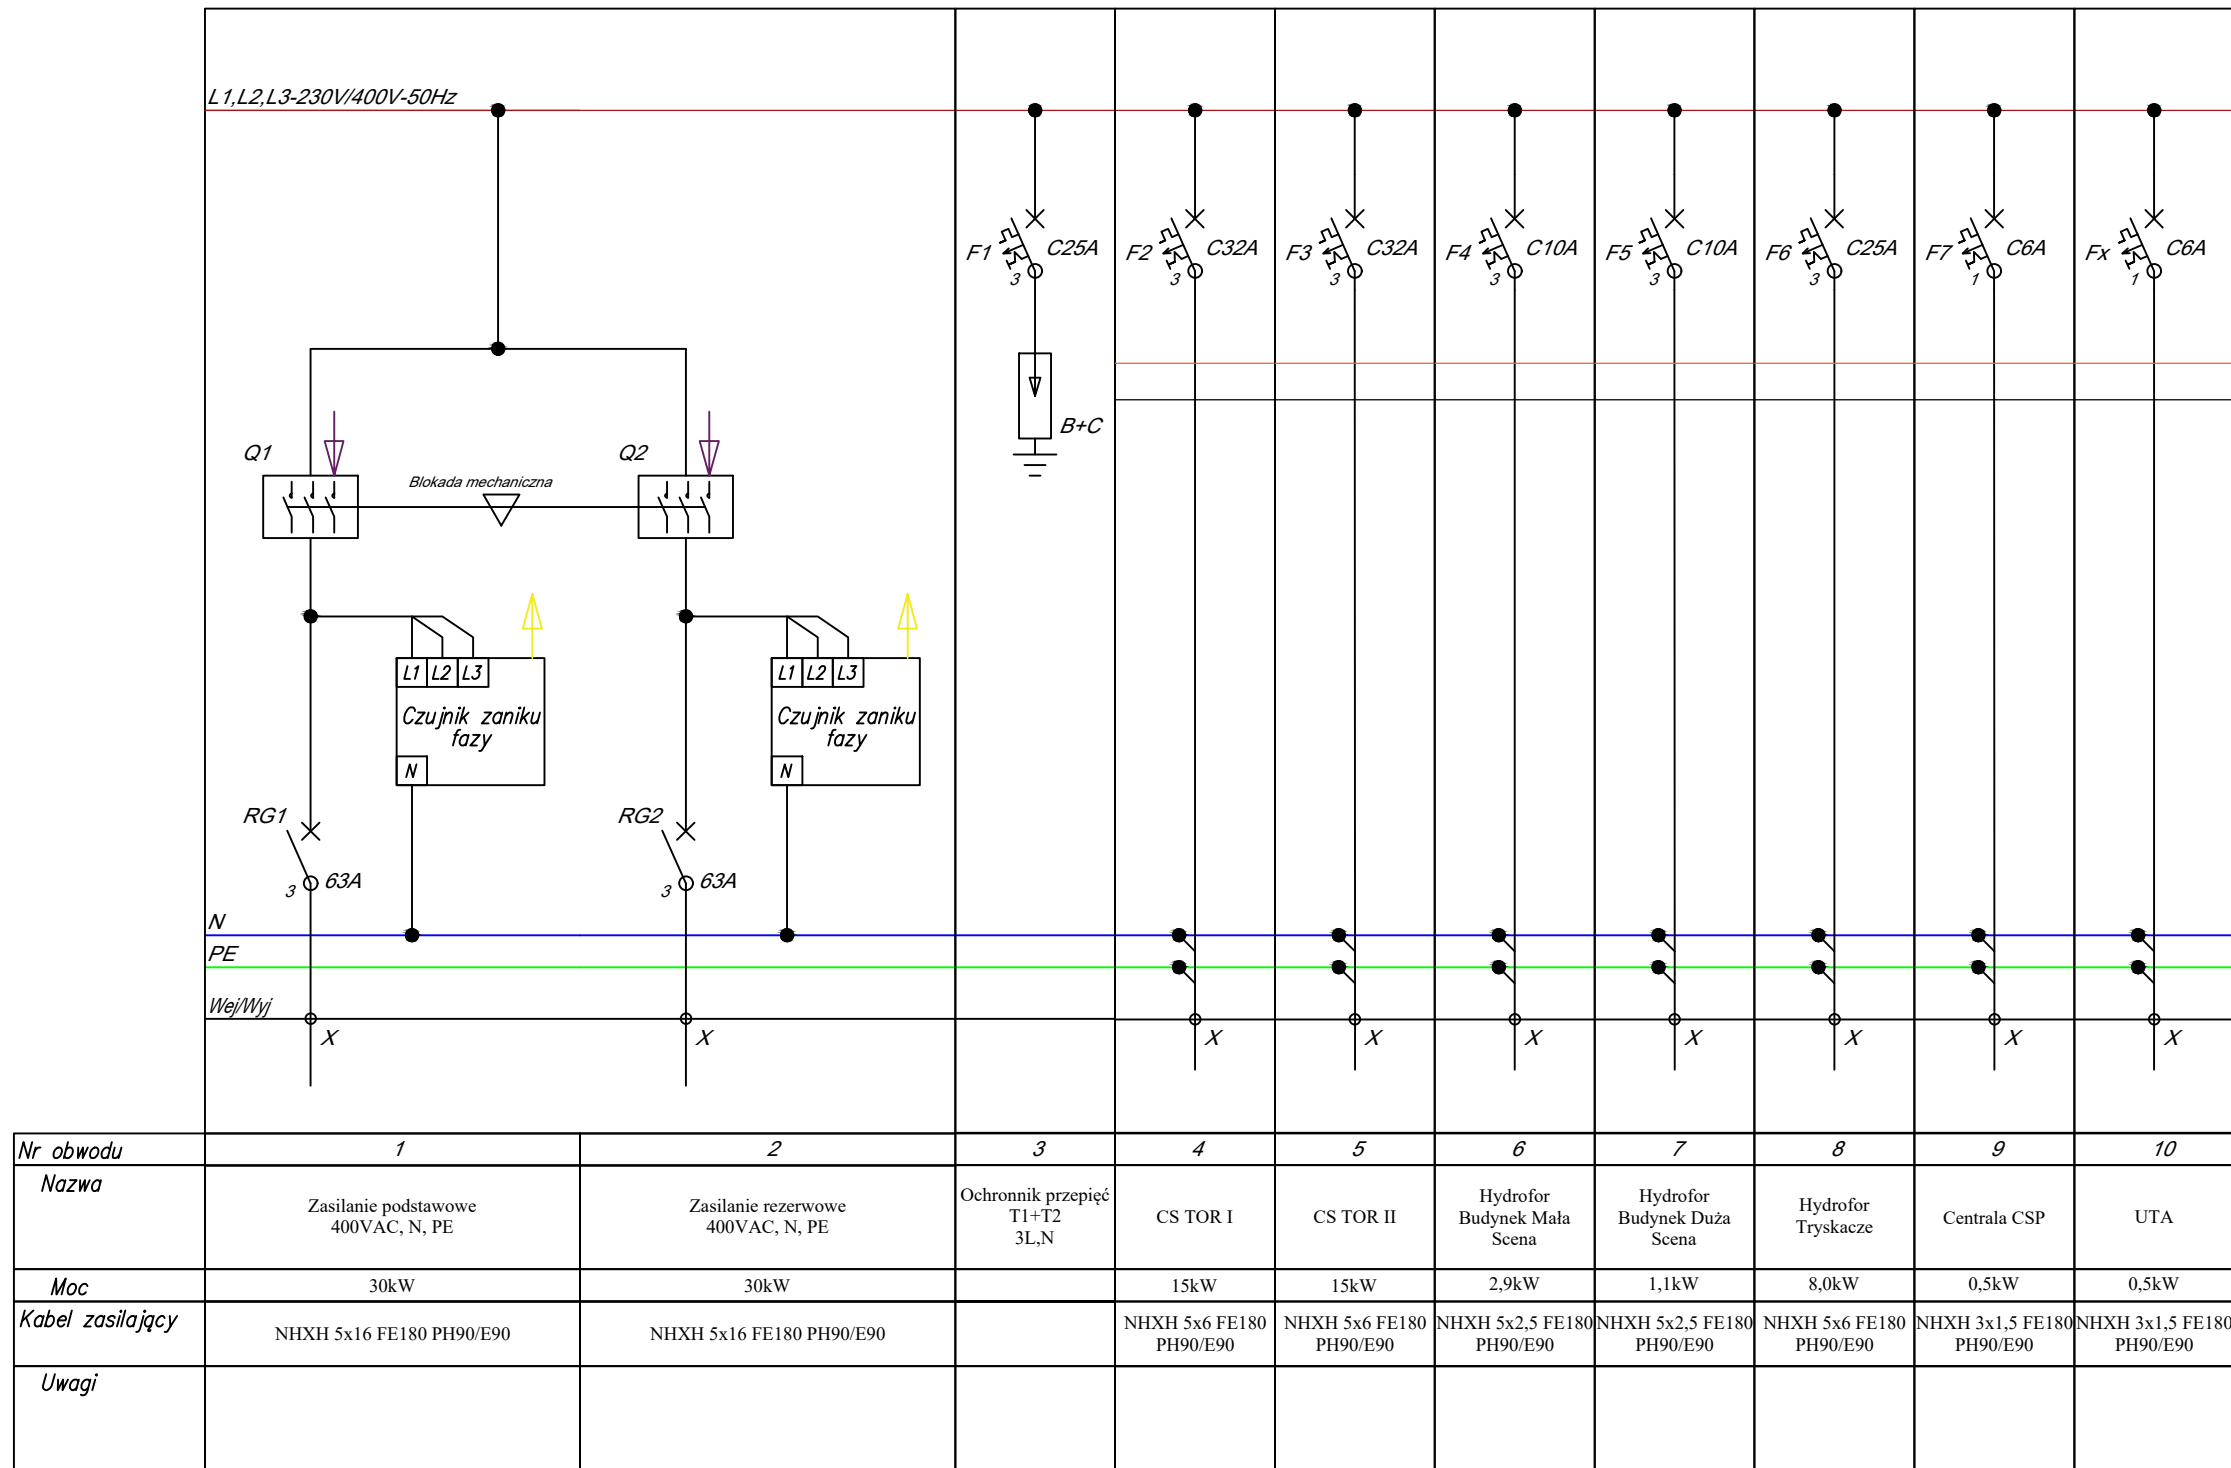 L1,L2,L3-230V/400V-50Hz
F1
C25A
3
F2
C32A
3
F3
C32A
3
F4
C10A
3
F5
C10A
3
F6
C25A
3
F7
C6A
1
Fx
C6A
1
B+C
Q1
Blokada mechaniczna
Q2
L1 L2 L3
Czujnik zaniku
fazy
N
L1 L2 L3
Czujnik zaniku
fazy
N
RG1
3 63A
RG2
3 63A
N
PE
Wej/Wyj
X X X X X X X X X
Nr obwodu 1 2 3 4 5 6 7 8 9 10
Nazwa
Zasilanie podstawowe
400VAC, N, PE
Zasilanie rezerwowe
400VAC, N, PE
Ochronnik przepięć
T1+T2
3L,N
CS TOR I
CS TOR II
Hydrofor
Budynek Mała
Scena
Hydrofor
Budynek Duża
Scena
Hydrofor
Tryskacze
Centrala CSP
UTA
Moc 30kW 30kW 15kW 15kW 2,9kW 1,1kW 8,0kW 0,5kW 0,5kW
Kabel zasilający
NHXH 5x16 FE180 PH90/E90
NHXH 5x16 FE180 PH90/E90
NHXH 5x6 FE180
PH90/E90
NHXH 5x6 FE180
PH90/E90
NHXH 5x2,5 FE180
PH90/E90
NHXH 5x2,5 FE180
PH90/E90
NHXH 5x6 FE180
PH90/E90
NHXH 3x1,5 FE180
PH90/E90
NHXH 3x1,5 FE180
PH90/E90
Uwagi